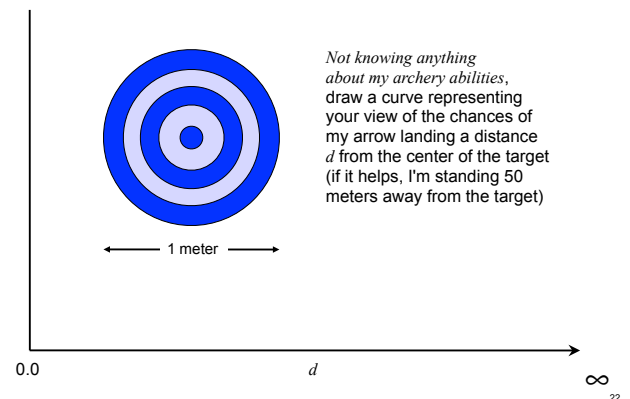 Not knowing anything
about my archery abilities,
draw a curve representing
your view of the chances of
my arrow landing a distance
d from the center of the target
(if it helps, I'm standing 50
meters away from the target)
1 meter
0.0
d
∞
22